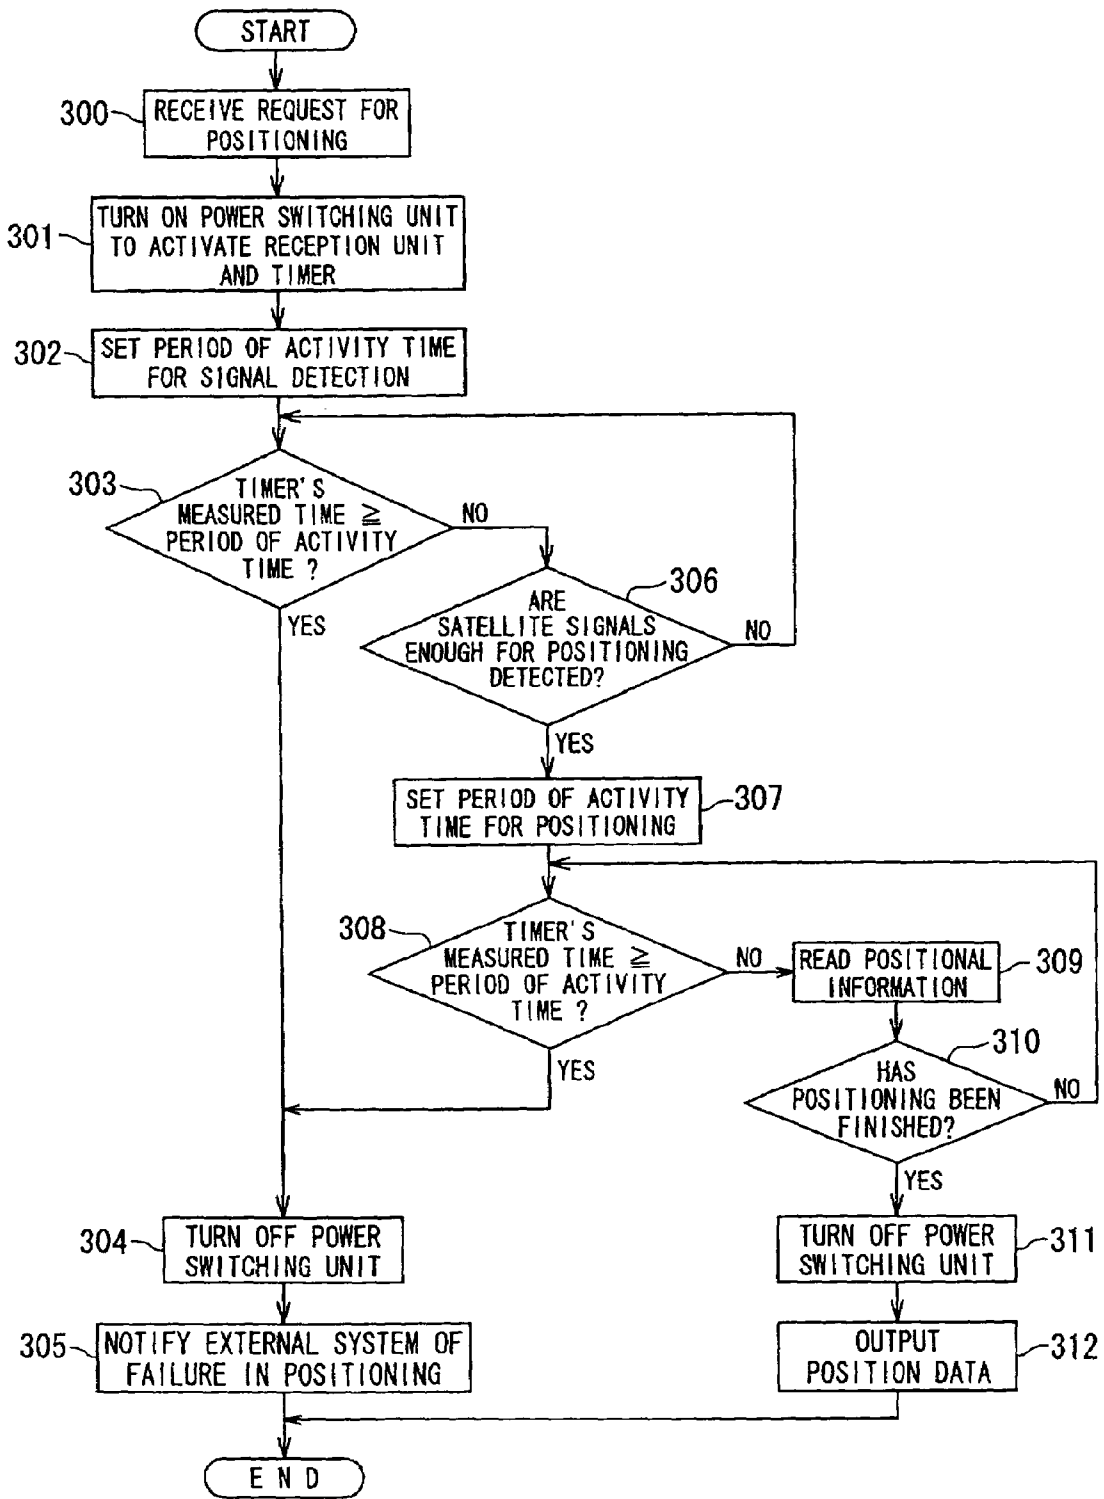 START
300
RECEIVE REQUEST FOR
POSITIONING
301
TURN ON POWER SWITCHING UNIT
TO ACTIVATE RECEPTION UNIT
AND TIMER
302
SET PERIOD OF ACTIVITY TIME
FOR SIGNAL DETECTION
303
TIMER'S
MEASURED TIME ≧
PERIOD OF ACTIVITY
TIME ?
NO
YES
306
ARE
SATELLITE SIGNALS
ENOUGH FOR POSITIONING
DETECTED?
NO
YES
SET PERIOD OF ACTIVITY
TIME FOR POSITIONING
307
308
TIMER'S
MEASURED TIME ≧
PERIOD OF ACTIVITY
TIME ?
NO
YES
READ POSITIONAL
INFORMATION
309
310
HAS
POSITIONING BEEN
FINISHED?
NO
YES
304
TURN OFF POWER
SWITCHING UNIT
TURN OFF POWER
SWITCHING UNIT
311
305
NOTIFY EXTERNAL SYSTEM OF
FAILURE IN POSITIONING
OUTPUT
POSITION DATA
312
END